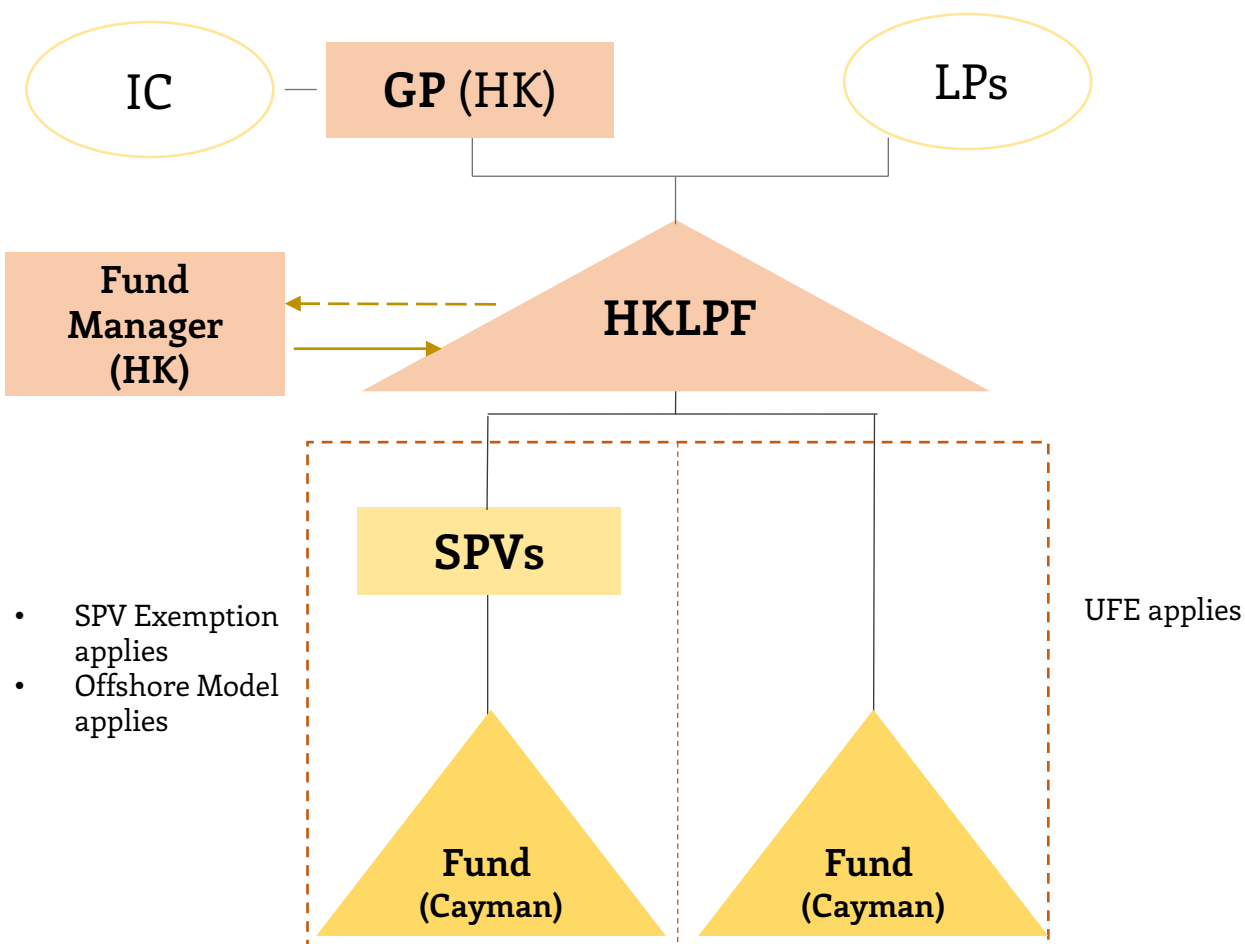 IC
GP (HK)
LPs
Fund
Manager
(HK)
HKLPF
SPVs
• SPV Exemption
applies
• Offshore Model
applies
UFE applies
Fund
(Cayman)
Fund
(Cayman)